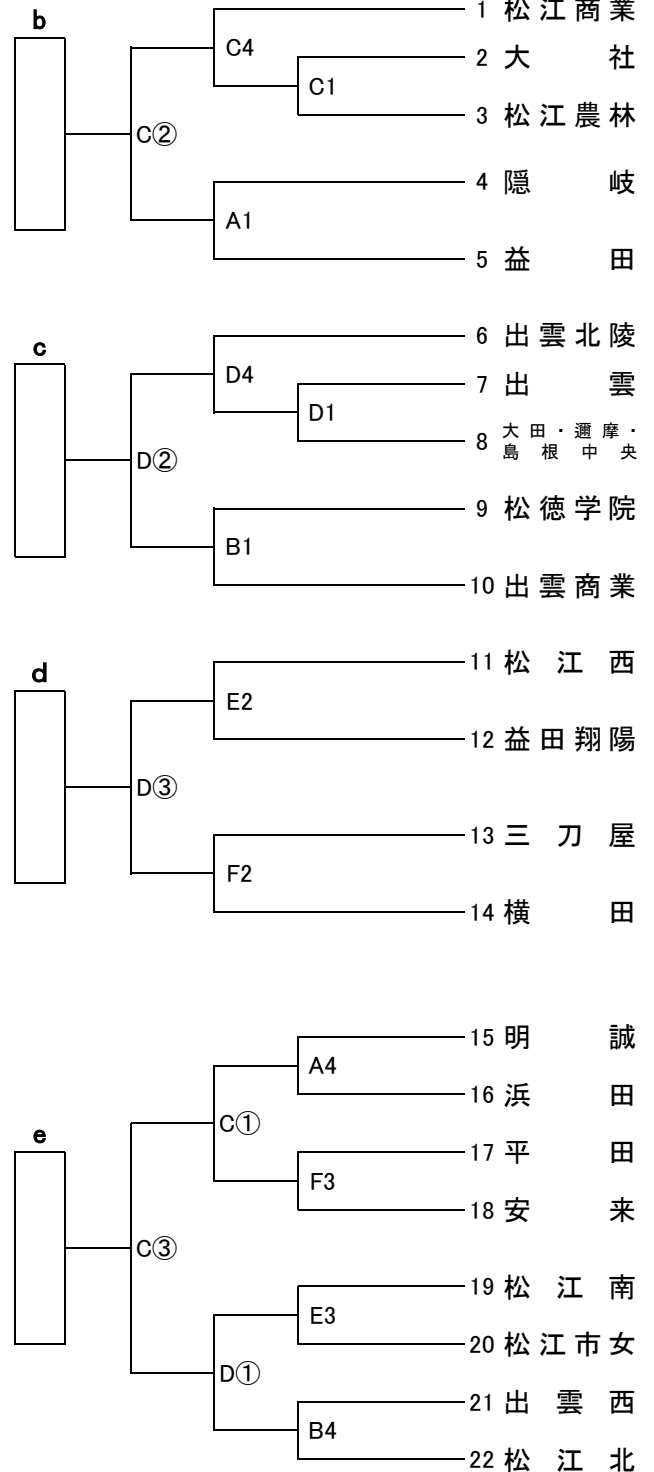 b
1 松江商業
C4
2 大社
C1
3 松江農林
C②
4 隠岐
A1
5 益田
c
6 出雲北陵
D4
7 出雲
D1
8 大田・邇摩・
島根中央
D②
9 松徳学院
B1
10 出雲商業
d
11 松江西
E2
12 益田翔陽
D③
13 三刀屋
F2
14 横田
e
15 明誠
A4
16 浜田
C①
17 平田
F3
18 安来
C③
19 松江南
E3
20 松江市女
D①
21 出雲西
B4
22 松江北